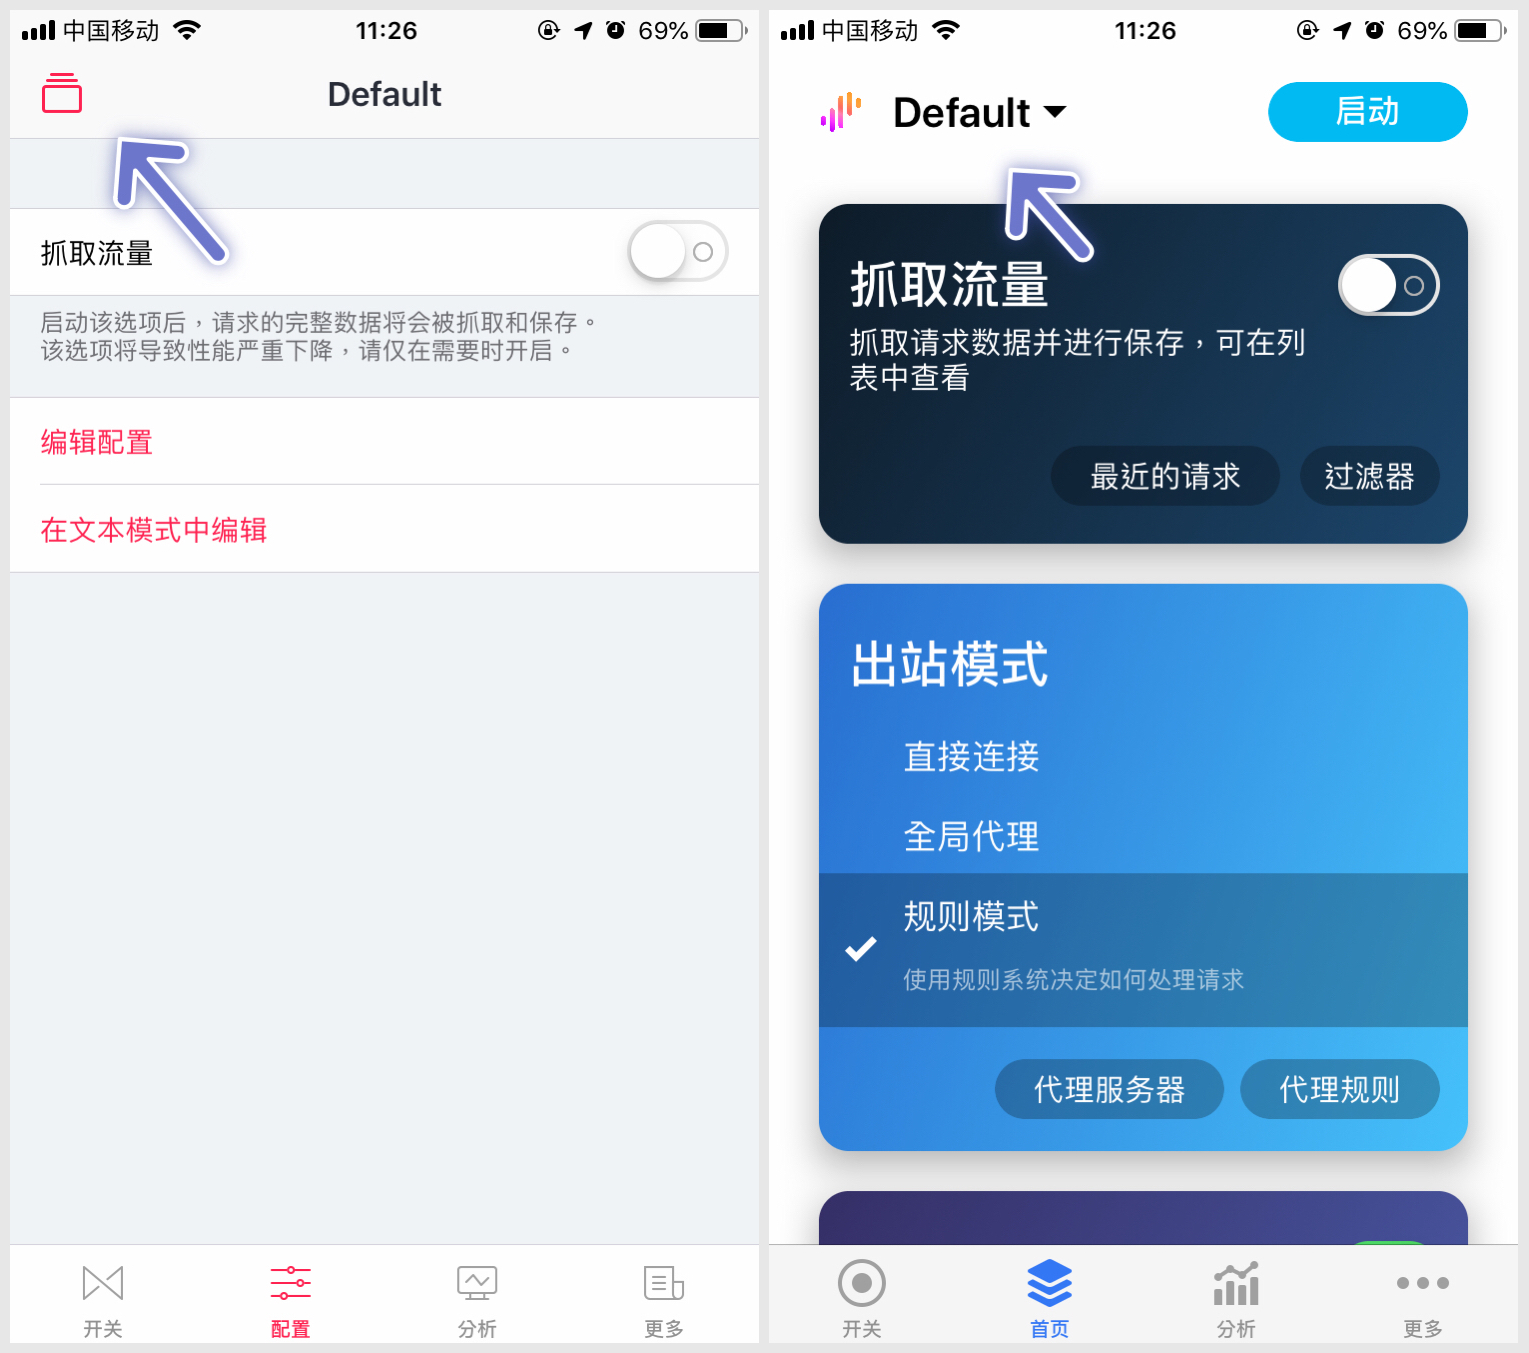 中国移动
11:26
69%
Default
抓取流量
启动该选项后，请求的完整数据将会被抓取和保存。
该选项将导致性能严重下降，请仅在需要时开启。
编辑配置
在文本模式中编辑
开关
配置
分析
更多
中国移动
11:26
69%
Default
启动
抓取流量
抓取请求数据并进行保存，可在列
表中查看
最近的请求
过滤器
出站模式
直接连接
全局代理
规则模式
使用规则系统决定如何处理请求
代理服务器
代理规则
开关
首页
分析
更多